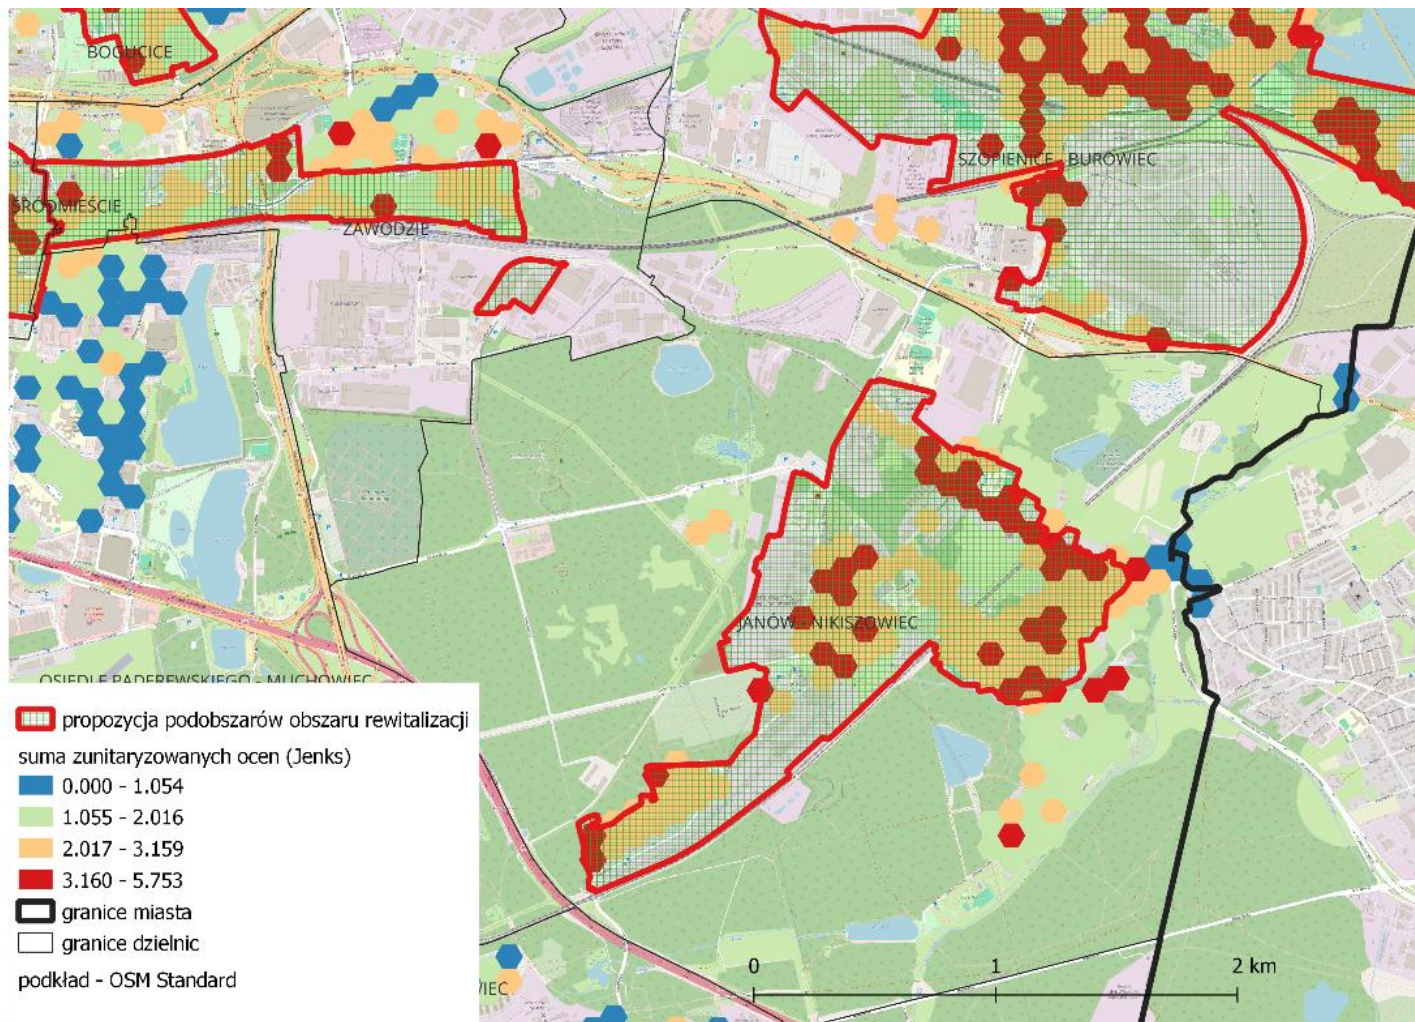 BOGUCICE
SZOPIENICE - BUROWIEC
ŚRÓDMIEŚCIE
ZAWODZIE
JANÓW - NIKISZOWIEC
OSIEDLE PADEREWSKIEGO - MUCHOWIEC
propozycja podobszarów obszaru rewitalizacji
suma zunitaryzowanych ocen (Jenks)
0.000 - 1.054
1.055 - 2.016
2.017 - 3.159
3.160 - 5.753
granice miasta
granice dzielnic
podkład - OSM Standard
WIEC
0 1 2 km